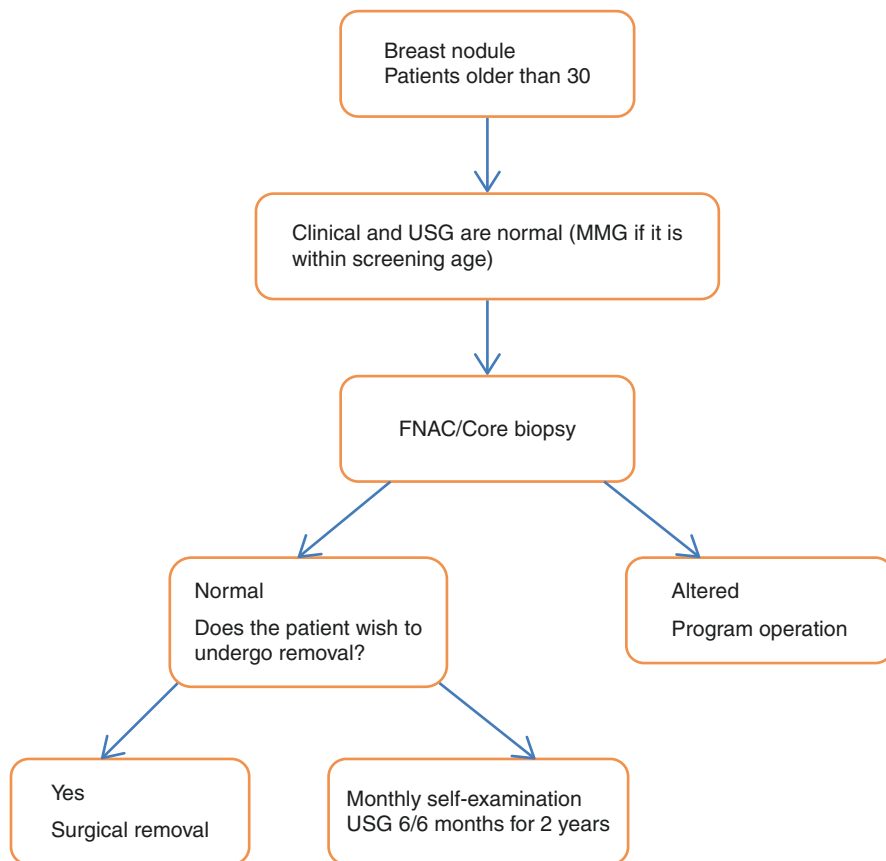 Breast nodule
Patients older than 30
Clinical and USG are normal (MMG if it is
within screening age)
FNAC/Core biopsy
Normal
Does the patient wish to
undergo removal?
Altered
Program operation
Yes
Surgical removal
Monthly self-examination
USG 6/6 months for 2 years